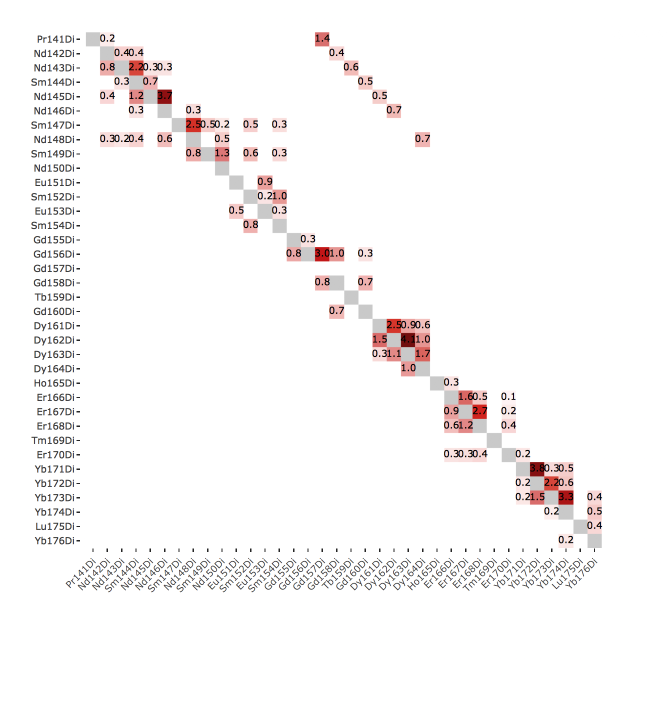 Pr141Di 0.2 1.4
Nd142Di 0.4 0.4 0.4
Nd143Di 0.8 2.2 0.3 0.3 0.6
Sm144Di 0.3 0.7 0.5
Nd145Di 0.4 1.2 3.7 0.5
Nd146Di 0.3 0.3 0.7
Sm147Di 2.5 0.5 0.2 0.5 0.3
Nd148Di 0.3 0.2 0.4 0.6 0.5 0.7
Sm149Di 0.8 1.3 0.6 0.3
Nd150Di
Eu151Di 0.9
Sm152Di 0.2 1.0
Eu153Di 0.5 0.3
Sm154Di 0.8
Gd155Di 0.3
Gd156Di 0.8 3.0 1.0 0.3
Gd157Di
Gd158Di 0.8 0.7
Tb159Di
Gd160Di 0.7
Dy161Di 2.5 0.9 0.6
Dy162Di 1.5 1.0
Dy163Di 0.3 1.1 1.7
Dy164Di 1.0
Ho165Di 0.3
Er166Di 1.6 0.5 0.1
Er167Di 0.9 2.7 0.2
Er168Di 0.6 1.2 0.4
Tm169Di
Er170Di 0.3 0.3 0.4 0.2
Yb171Di 3.8 0.3 0.5
Yb172Di 0.2 2.2 0.6
Yb173Di 0.2 1.5 3.3 0.4
Yb174Di 0.2 0.5
Lu175Di 0.4
Yb176Di 0.2
Pr141Di Nd142Di Nd143Di Sm144Di Nd145Di Nd146Di Sm147Di Nd148Di Sm149Di Nd150Di Eu151Di Sm152Di Eu153Di Sm154Di Gd155Di Gd156Di Gd157Di Gd158Di Tb159Di Gd160Di Dy161Di Dy162Di Dy163Di Dy164Di Ho165Di Er166Di Er167Di Er168Di Tm169Di Er170Di Yb171Di Yb172Di Yb173Di Yb174Di Lu175Di Yb176Di